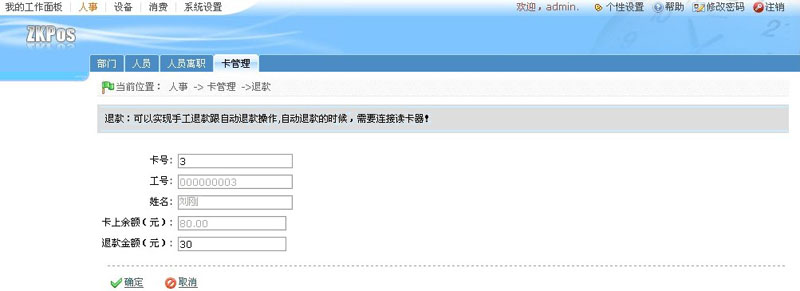 我的工作面板 人事 设备 消费 系统设置 欢迎，admin. 个性设置 帮助 修改密码 注销
ZKPos
部门 人员 人员离职 卡管理
当前位置： 人事 -> 卡管理 ->退款
退款：可以实现手工退款跟自动退款操作,自动退款的时候，需要连接读卡器！
卡号: 3
工号: 000000003
姓名: 刘刚
卡上余额(元): 80.00
退款金额(元): 30
确定 取消